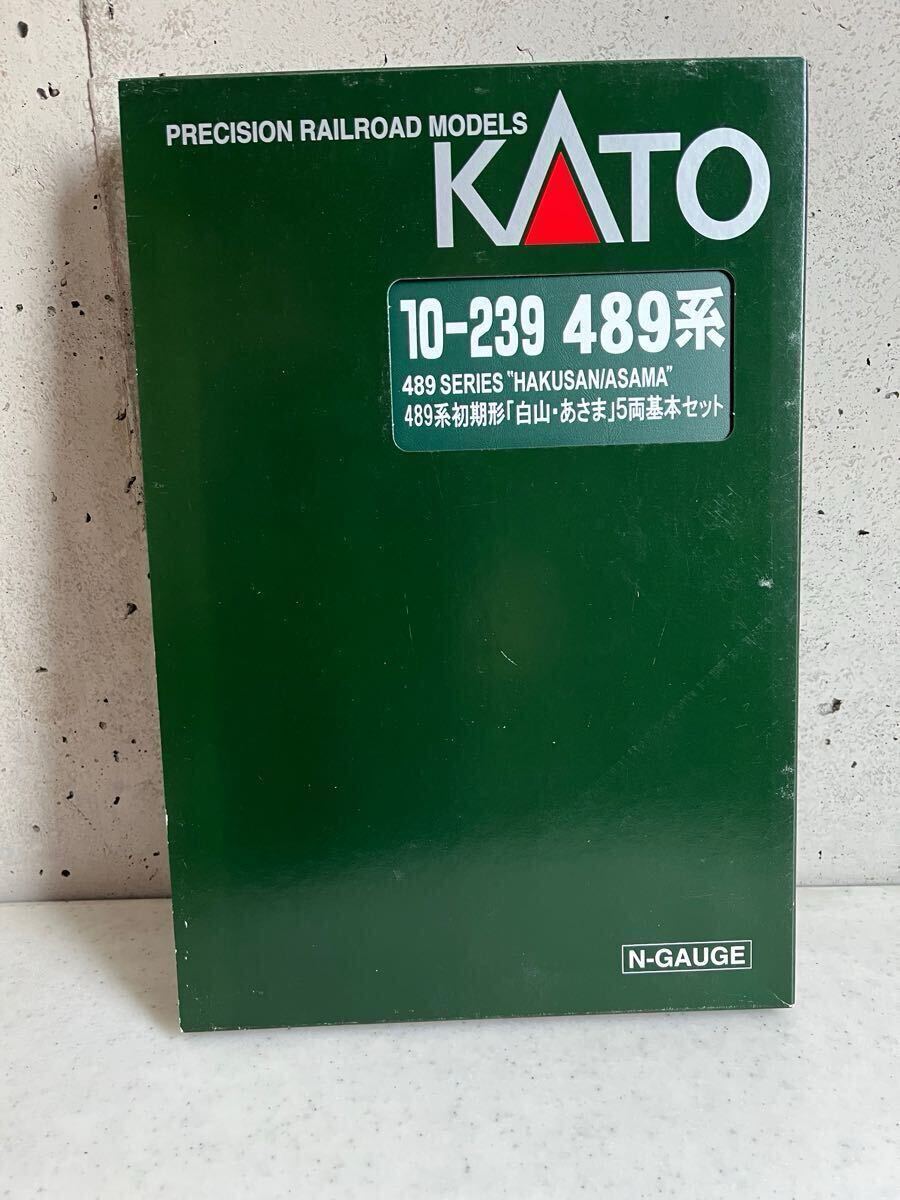 PRECISION RAILROAD MODELS
KATO
10-239 489系
489 SERIES "HAKUSAN/ASAMA"
489系初期形「白山・あさま」5両基本セット
N-GAUGE